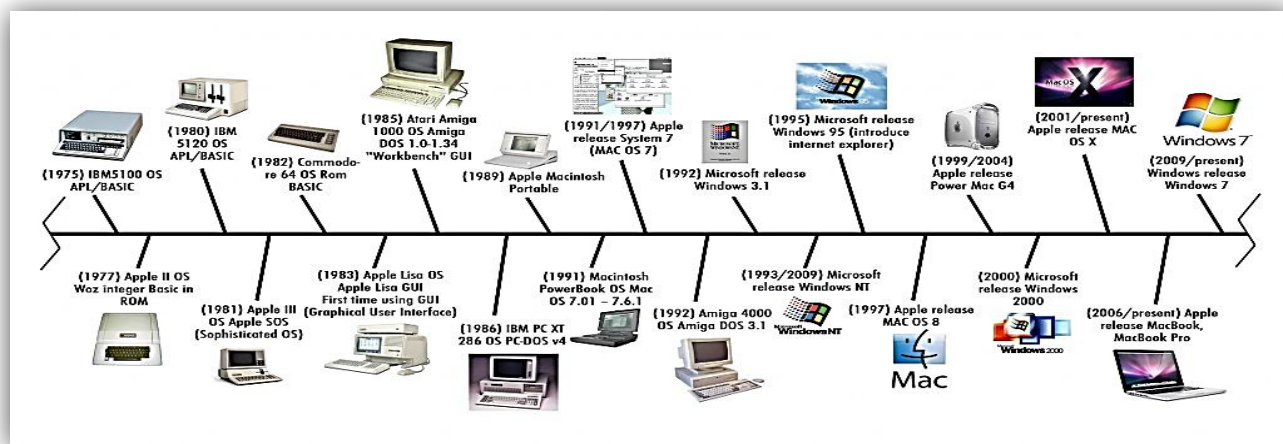 (1975) IBM5100 OS
APL/BASIC
(1980) IBM
5120 OS
APL/BASIC
(1982) Commodo-
re 64 OS Rom
BASIC
(1985) Atari Amiga
1000 OS Amiga
DOS 1.0-1.34
"Workbench" GUI
(1989) Apple Macintosh
Portable
(1991/1997) Apple
release System 7
(MAC OS 7)
MICROSOFT
WINDOWS
(1992) Microsoft release
Windows 3.1
Windows
(1995) Microsoft release
Windows 95 (introduce
internet explorer)
(1999/2004)
Apple release
Power Mac G4
Mac OS X
(2001/present)
Apple release MAC
OS X
Windows 7
(2009/present)
Windows release
Windows 7
(1977) Apple II OS
Woz integer Basic in
ROM
(1981) Apple III
OS Apple SOS
(Sophisticated OS)
(1983) Apple Lisa OS
Apple Lisa GUI
First time using GUI
(Graphical User Interface)
(1986) IBM PC XT
286 OS PC-DOS v4
(1991) Macintosh
PowerBook OS Mac
OS 7.01 – 7.6.1
(1992) Amiga 4000
OS Amiga DOS 3.1
(1993/2009) Microsoft
release Windows NT
Microsoft
Windows NT
(1997) Apple release
MAC OS 8
Mac
(2000) Microsoft
release Windows
2000
Windows 2000
(2006/present) Apple
release MacBook,
MacBook Pro